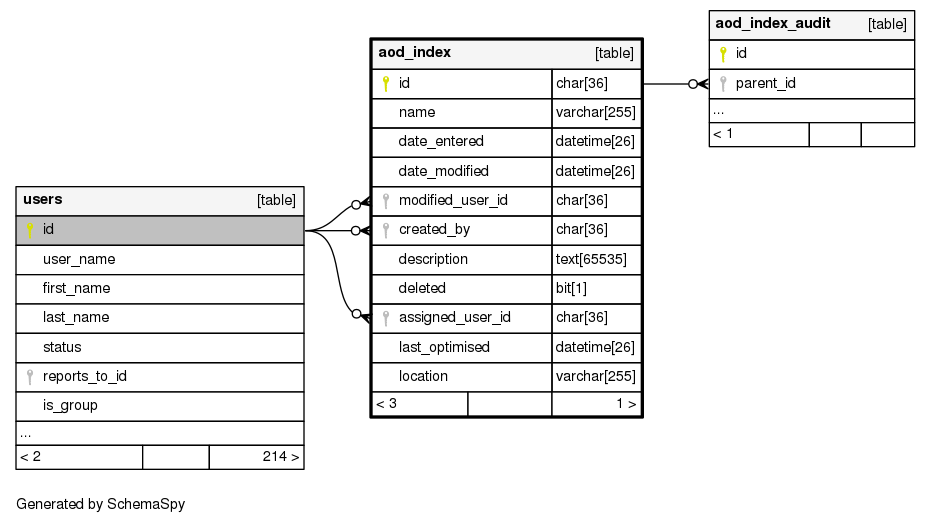 users [table]
id
user_name
first_name
last_name
status
reports_to_id
is_group
...
< 2 214 >
aod_index [table]
id char[36]
name varchar[255]
date_entered datetime[26]
date_modified datetime[26]
modified_user_id char[36]
created_by char[36]
description text[65535]
deleted bit[1]
assigned_user_id char[36]
last_optimised datetime[26]
location varchar[255]
< 3 1 >
aod_index_audit [table]
id
parent_id
...
< 1
Generated by SchemaSpy